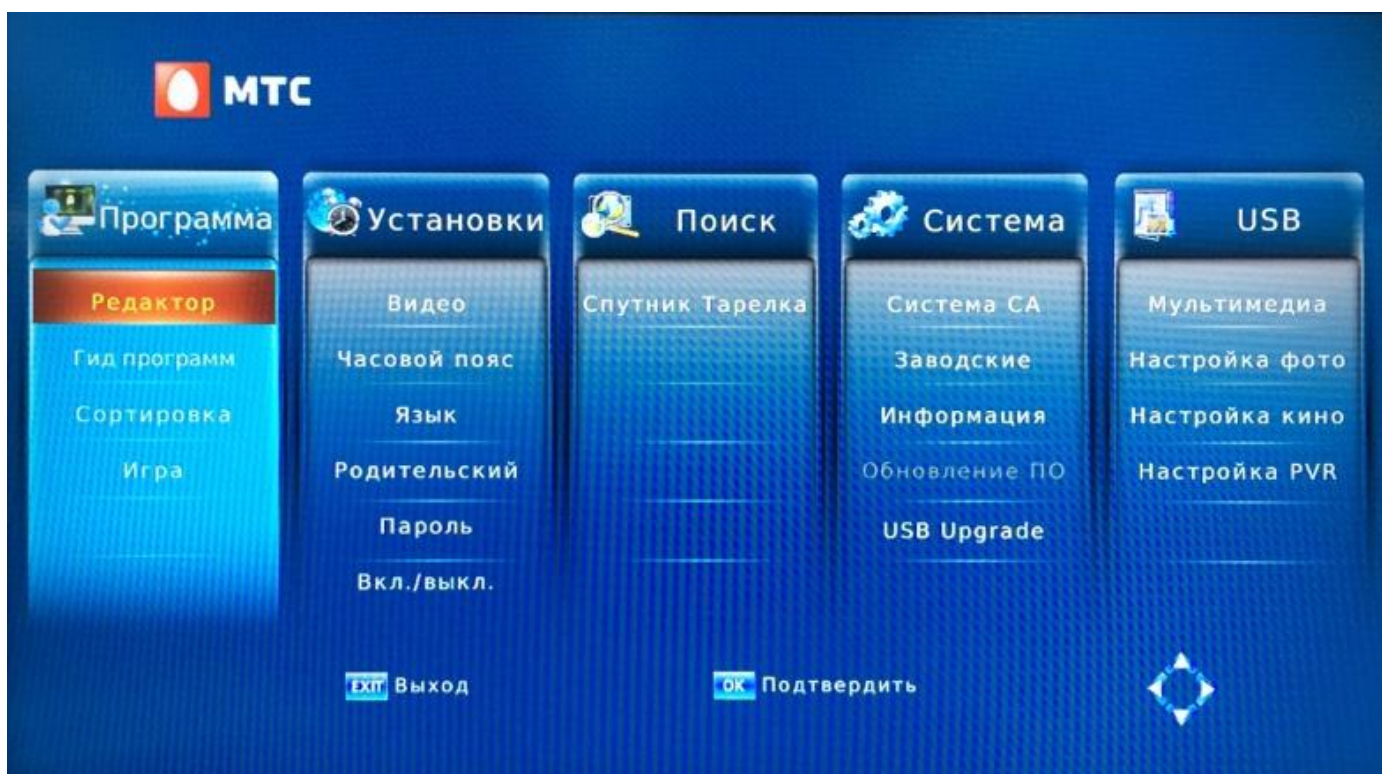 МТС
Программа
Редактор
Гид программ
Сортировка
Игра
Установки
Видео
Часовой пояс
Язык
Родительский
Пароль
Вкл./выкл.
Поиск
Спутник Тарелка
Система
Система СА
Заводские
Информация
Обновление ПО
USB Upgrade
USB
Мультимедиа
Настройка фото
Настройка кино
Настройка PVR
EXIT Выход
OK Подтвердить